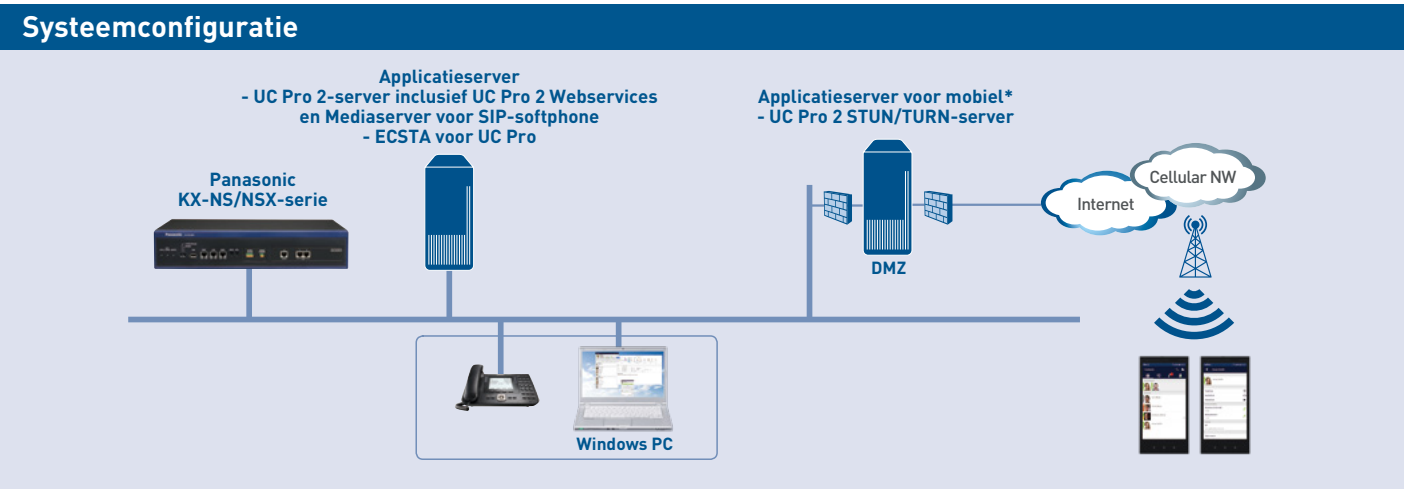 Systeemconfiguratie
Applicatieserver
- UC Pro 2-server inclusief UC Pro 2 Webservices
en Mediaserver voor SIP-softphone
- ECSTA voor UC Pro
Applicatieserver voor mobiel*
- UC Pro 2 STUN/TURN-server
Panasonic
KX-NS/NSX-serie
Cellular NW
Internet
DMZ
Windows PC